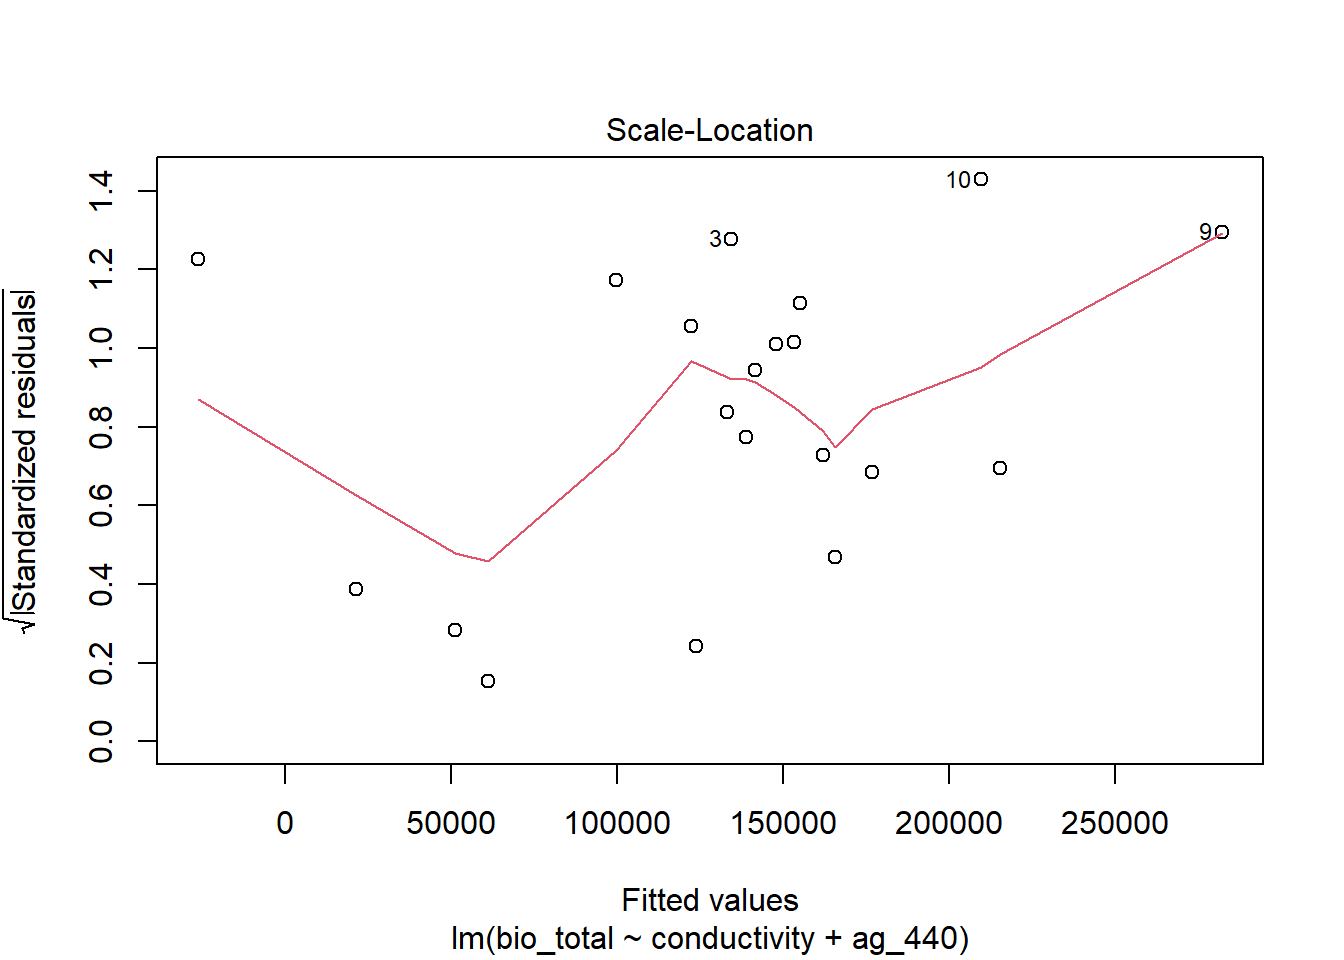 Scale-Location
√|Standardized residuals|
1.4
1.2
1.0
0.8
0.6
0.4
0.2
0.0
10
3
9
0 50000 100000 150000 200000 250000
Fitted values
lm(bio_total ~ conductivity + ag_440)